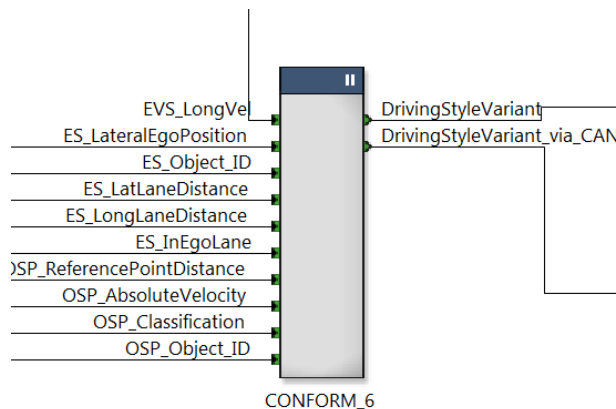 EVS_LongVel
DrivingStyleVariant
ES_LateralEgoPosition
DrivingStyleVariant_via_CAN
ES_Object_ID
ES_LatLaneDistance
ES_LongLaneDistance
ES_InEgoLane
OSP_ReferencePointDistance
OSP_AbsoluteVelocity
OSP_Classification
OSP_Object_ID
CONFORM_6